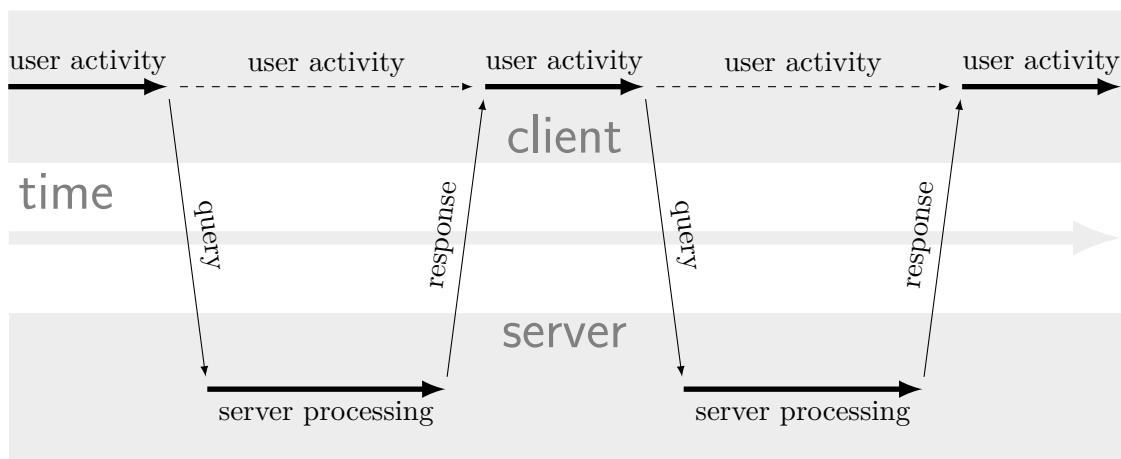 user activity
user activity
user activity
user activity
user activity
client
time
query
response
query
response
server
server processing
server processing